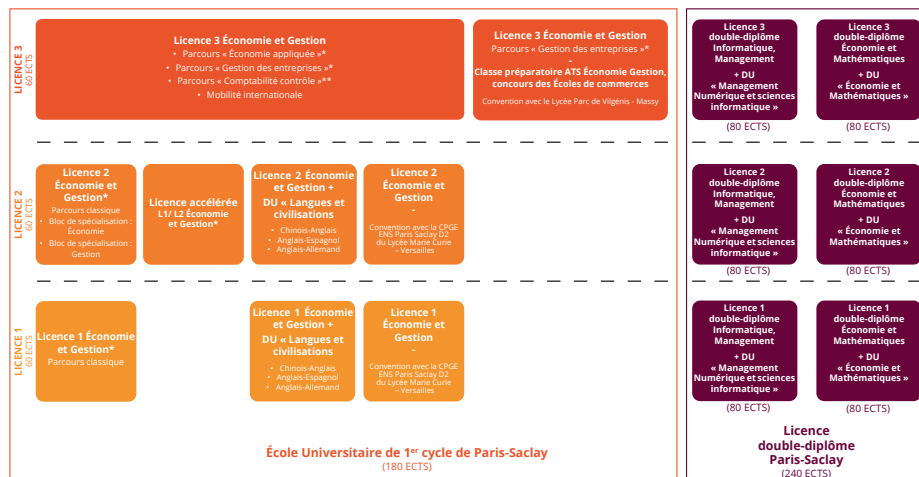 LICENCE 3
60 ECTS
Licence 3 Économie et Gestion
• Parcours « Économie appliquée »*
• Parcours « Gestion des entreprises »*
• Parcours « Comptabilité contrôle »**
• Mobilité internationale
Licence 3 Économie et Gestion
Parcours « Gestion des entreprises »*
-
Classe préparatoire ATS Économie Gestion,
concours des Écoles de commerces
Convention avec le Lycée Parc de Vilgénis - Massy
Licence 3
double-diplôme
Informatique,
Management
+ DU
« Management
Numérique et sciences
informatique »
(80 ECTS)
Licence 3
double-diplôme
Économie et
Mathématiques
+ DU
« Économie et
Mathématiques »
(80 ECTS)
LICENCE 2
60 ECTS
Licence 2
Économie et
Gestion*
Parcours classique
• Bloc de spécialisation :
Économie
• Bloc de spécialisation :
Gestion
Licence accélérée
L1/ L2 Économie
et Gestion*
Licence 2 Économie
et Gestion +
DU « Langues et
civilisations
• Chinois-Anglais
• Anglais-Espagnol
• Anglais-Allemand
Licence 2
Économie et
Gestion
-
Convention avec la CPGE
ENS Paris Saclay D2
du Lycée Marie Curie
– Versailles
Licence 2
double-diplôme
Informatique,
Management
+ DU
« Management
Numérique et sciences
informatique »
(80 ECTS)
Licence 2
double-diplôme
Économie et
Mathématiques
+ DU
« Économie et
Mathématiques »
(80 ECTS)
LICENCE 1
60 ECTS
Licence 1 Économie
et Gestion*
Parcours classique
Licence 1 Économie
et Gestion +
DU « Langues et
civilisations
• Chinois-Anglais
• Anglais-Espagnol
• Anglais-Allemand
Licence 1
Économie et
Gestion
-
Convention avec la CPGE
ENS Paris Saclay D2
du Lycée Marie Curie
– Versailles
Licence 1
double-diplôme
Informatique,
Management
+ DU
« Management
Numérique et sciences
informatique »
(80 ECTS)
Licence 1
double-diplôme
Économie et
Mathématiques
+ DU
« Économie et
Mathématiques »
(80 ECTS)
École Universitaire de 1er cycle de Paris-Saclay
(180 ECTS)
Licence
double-diplôme
Paris-Saclay
(240 ECTS)